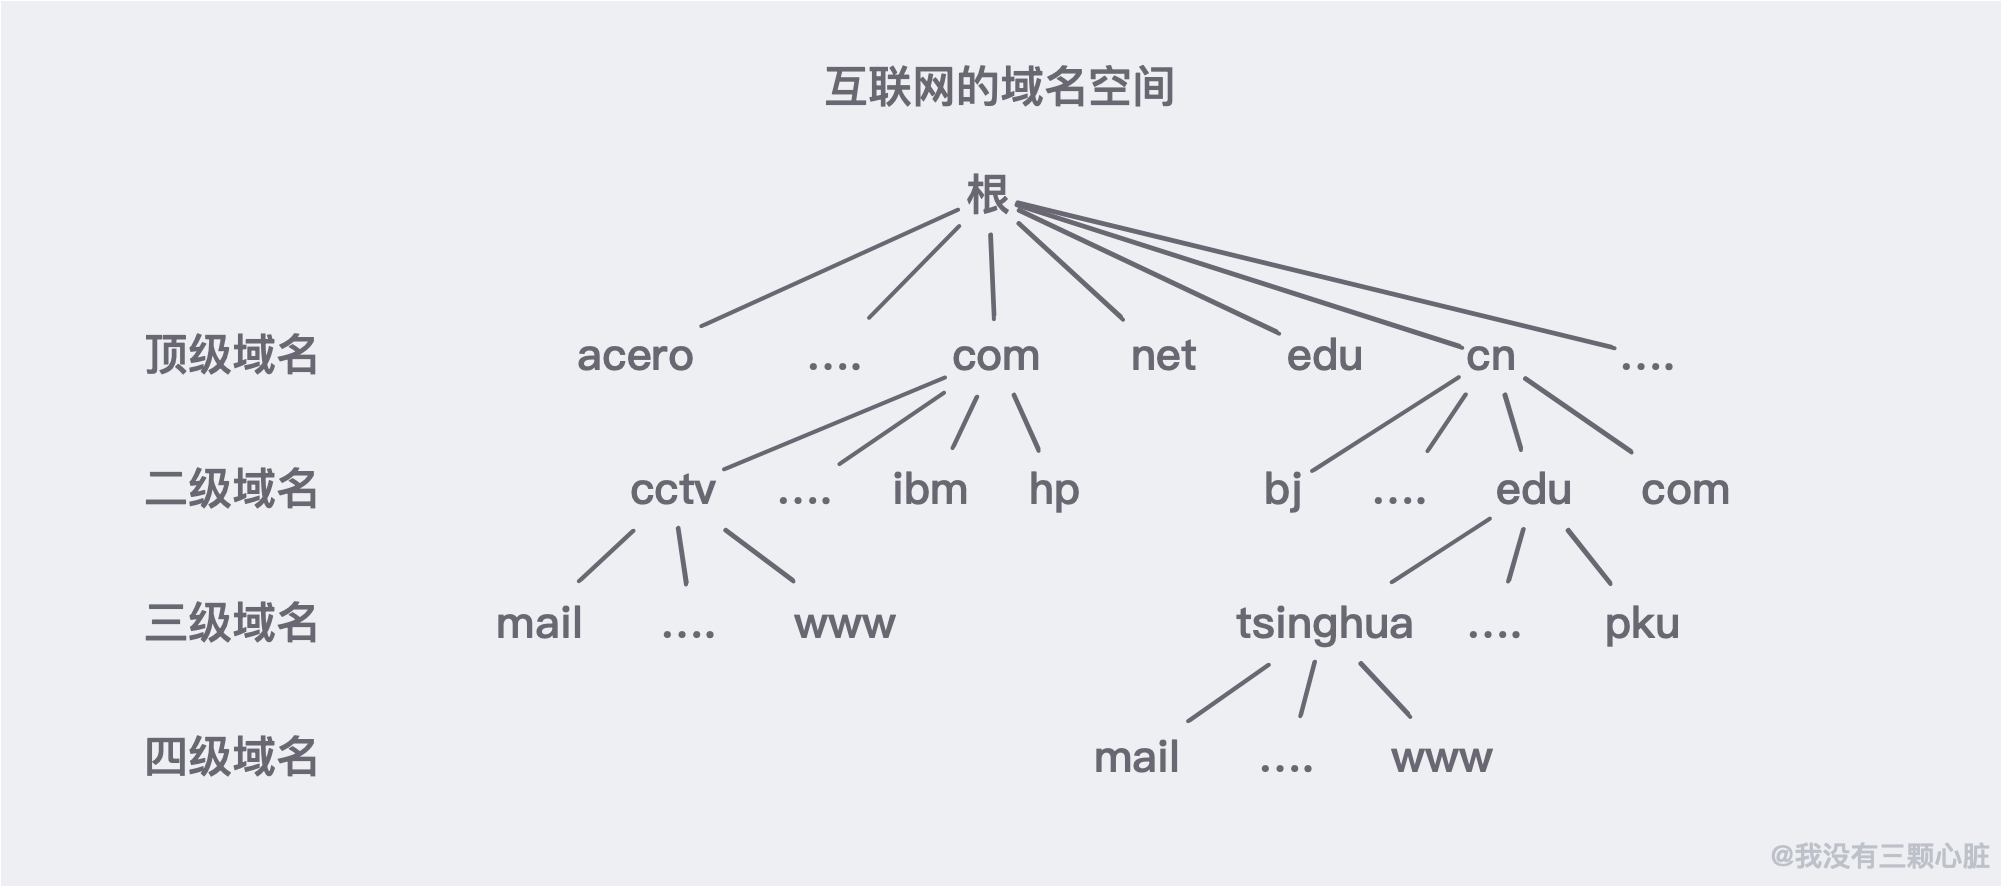 互联网的域名空间
根
顶级域名 acero .... com net edu cn ....
二级域名 cctv .... ibm hp bj .... edu com
三级域名 mail .... www tsinghua .... pku
四级域名 mail .... www
@我没有三颗心脏